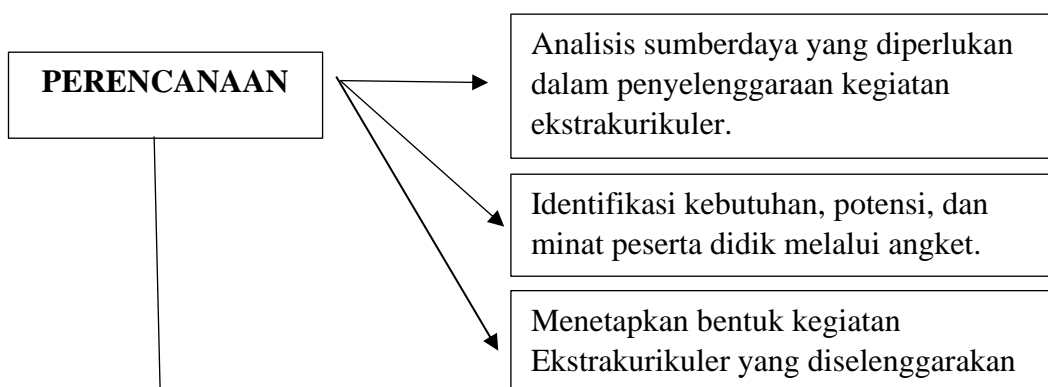 PERENCANAAN
Analisis sumberdaya yang diperlukan
dalam penyelenggaraan kegiatan
ekstrakurikuler.
Identifikasi kebutuhan, potensi, dan
minat peserta didik melalui angket.
Menetapkan bentuk kegiatan
Ekstrakurikuler yang diselenggarakan